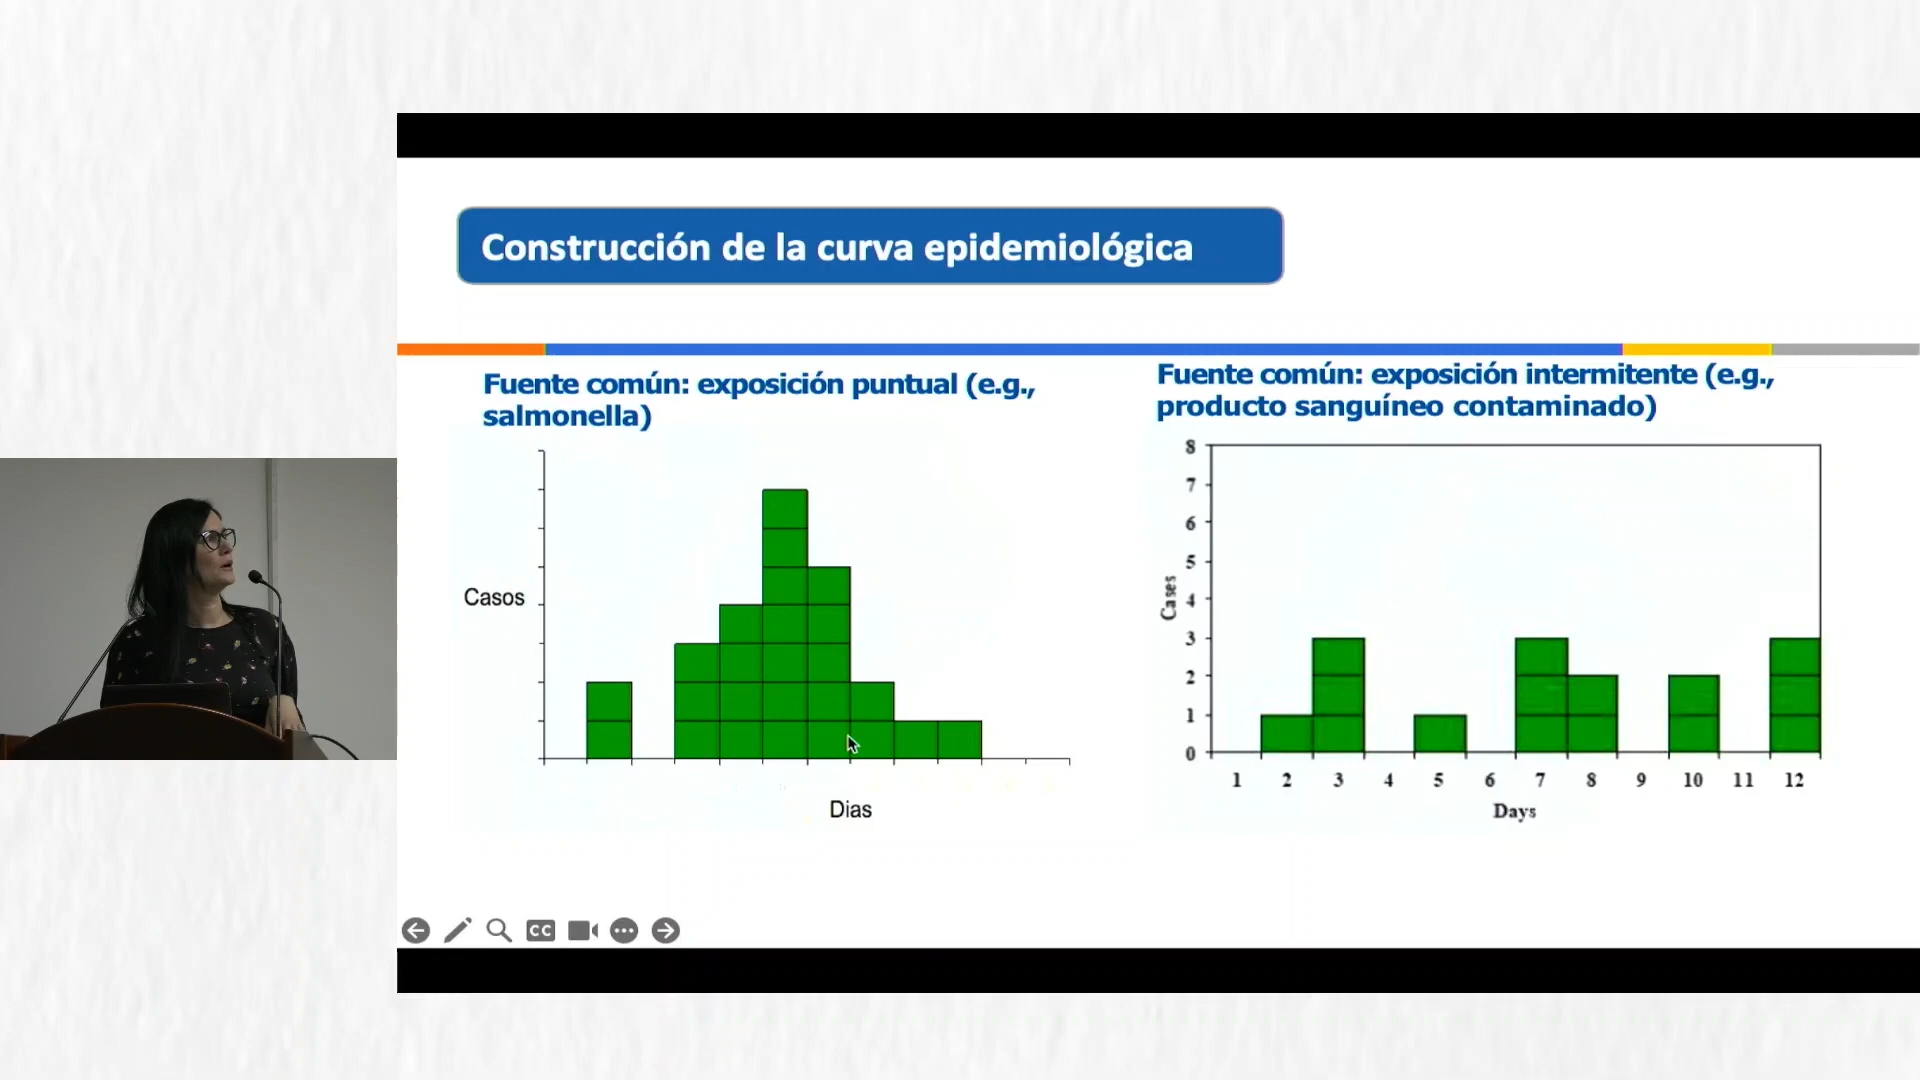 Construcción de la curva epidemiológica
Fuente común: exposición puntual (e.g.,
salmonella)
Casos
Dias
Fuente común: exposición intermitente (e.g.,
producto sanguíneo contaminado)
8
7
6
5
4
3
2
1
0
Cases
1 2 3 4 5 6 7 8 9 10 11 12
Days
CC